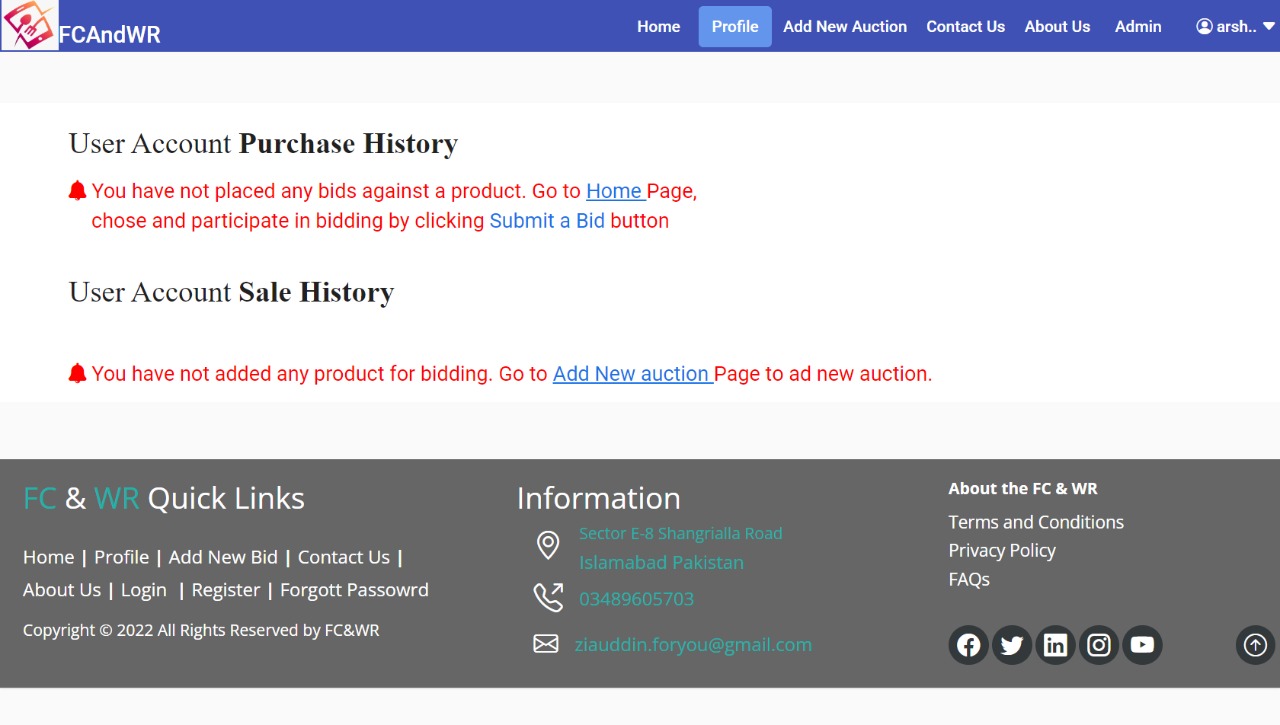 FCAndWR
Home Profile Add New Auction Contact Us About Us Admin arsh..
User Account Purchase History
You have not placed any bids against a product. Go to Home Page,
chose and participate in bidding by clicking Submit a Bid button
User Account Sale History
You have not added any product for bidding. Go to Add New auction Page to ad new auction.
FC & WR Quick Links
Home | Profile | Add New Bid | Contact Us |
About Us | Login | Register | Forgott Passowrd
Copyright © 2022 All Rights Reserved by FC&WR
Information
Sector E-8 Shangrialla Road
Islamabad Pakistan
03489605703
ziauddin.foryou@gmail.com
About the FC & WR
Terms and Conditions
Privacy Policy
FAQs